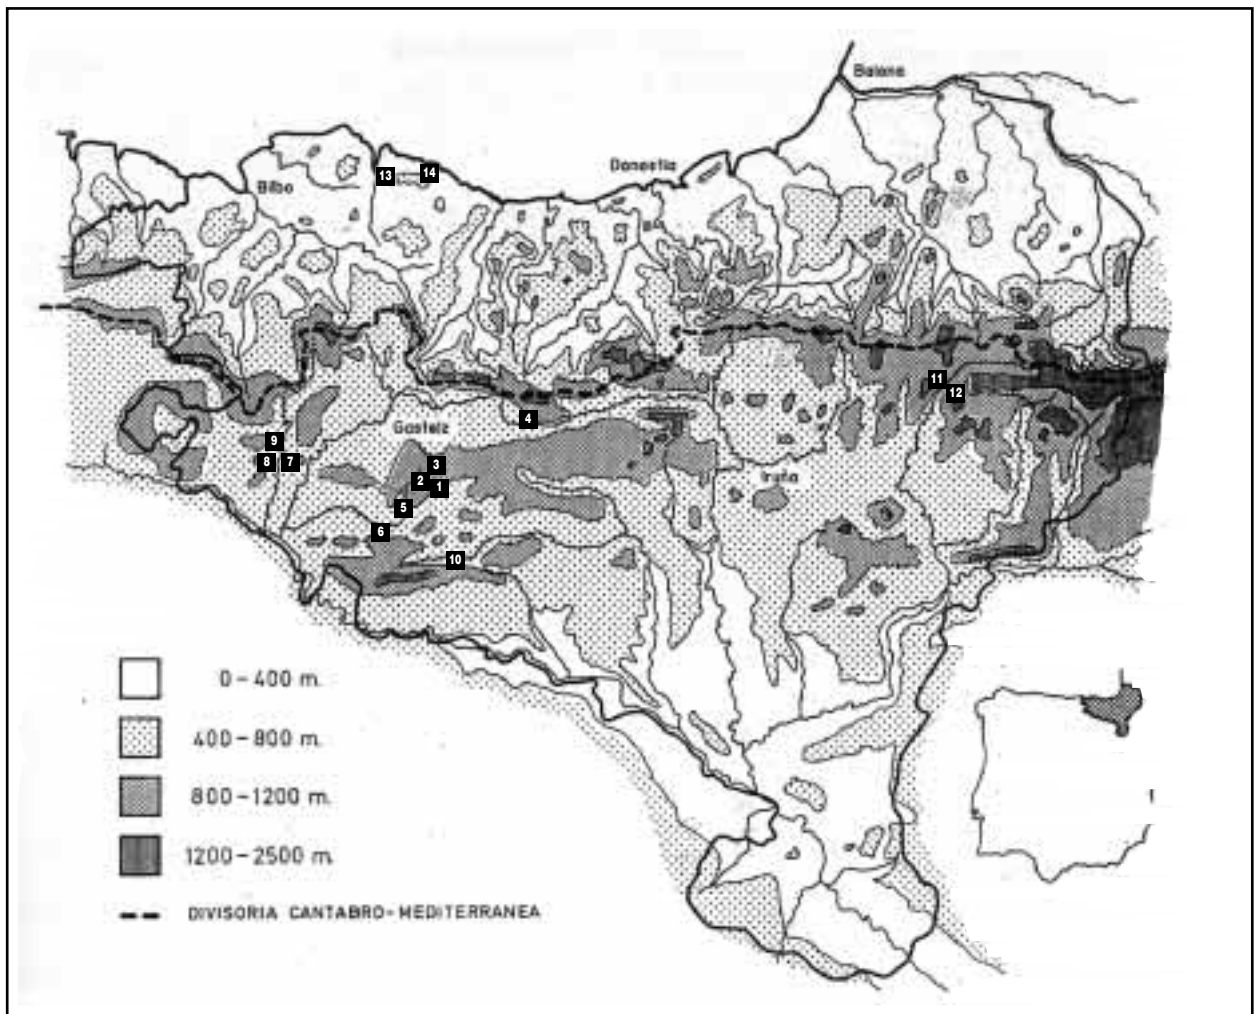 Baiona
Donostia
13
14
Bilbo
11
12
4
Gasteiz
9
8
7
3
2
1
5
Iruña
6
10
0-400 m.
400-800 m.
800-1200 m.
1200-2500 m.
DIVISORIA CANTABRO-MEDITERRANEA